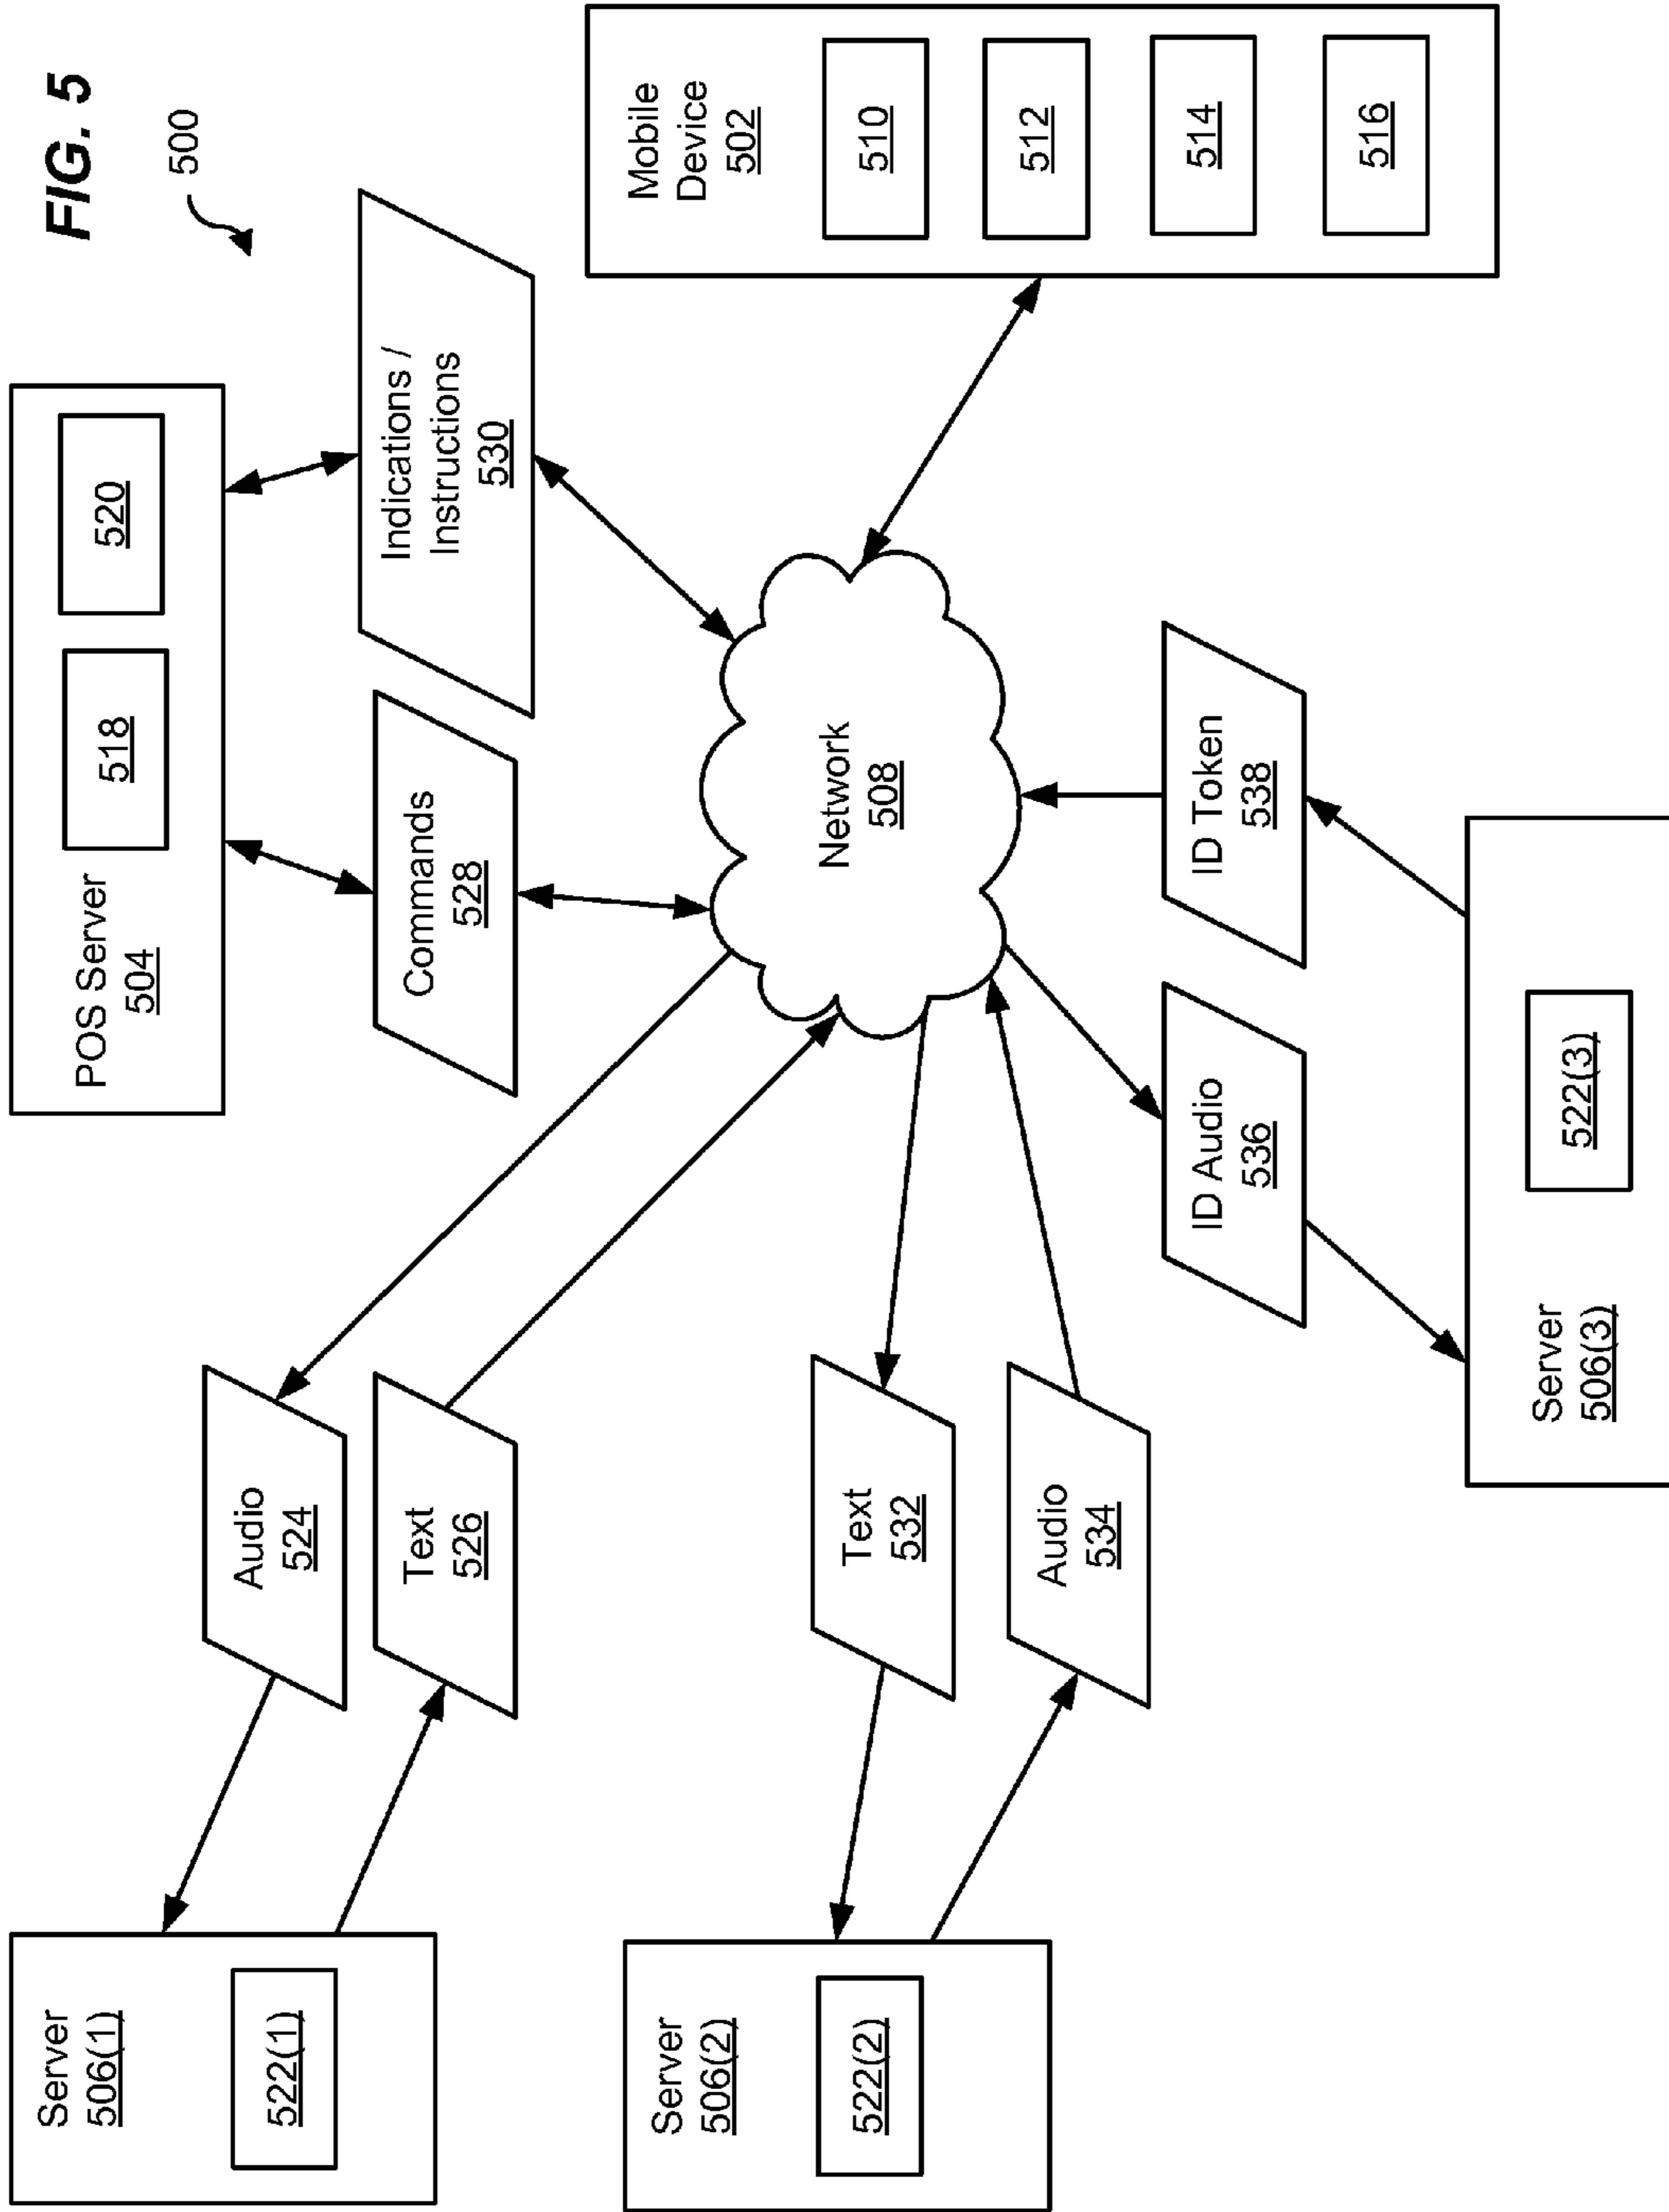 FIG. 5
500
POS Server
504
518
520
Server
506(1)
522(1)
Audio
524
Text
526
Commands
528
Indications /
Instructions
530
Server
506(2)
522(2)
Text
532
Audio
534
Network
508
Mobile
Device
502
510
512
514
516
ID Audio
536
ID Token
538
Server
506(3)
522(3)